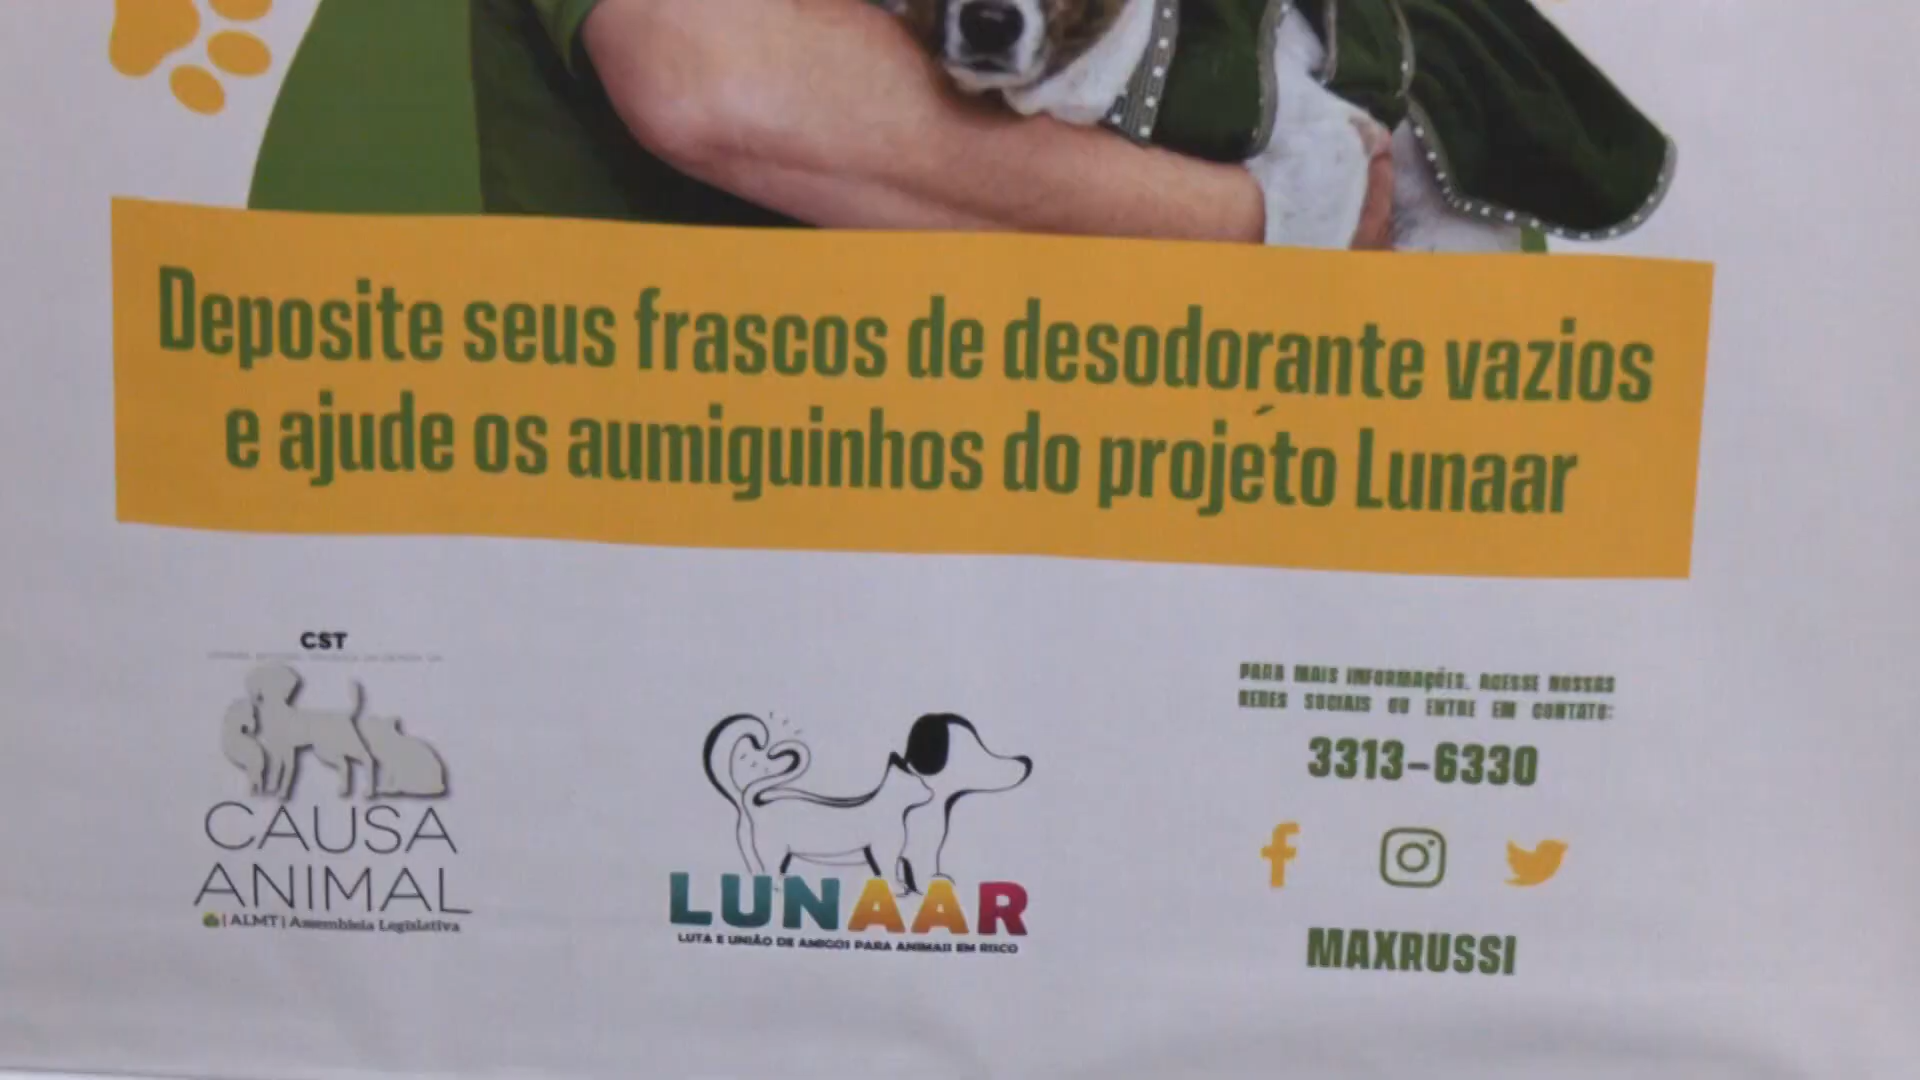 Deposite seus frascos de desodorante vazios
e ajude os aumiguinhos do projeto Lunaar
CST
CAUSA
ANIMAL
| ALMT | Assembleia Legislativa
LUNAAR
LUTA E UNIÃO DE AMIGOS PARA ANIMAIS EM RISCO
PARA MAIS INFORMAÇÕES, ACESSE NOSSAS
REDES SOCIAIS OU ENTRE EM CONTATO:
3313-6330
MAXRUSSI